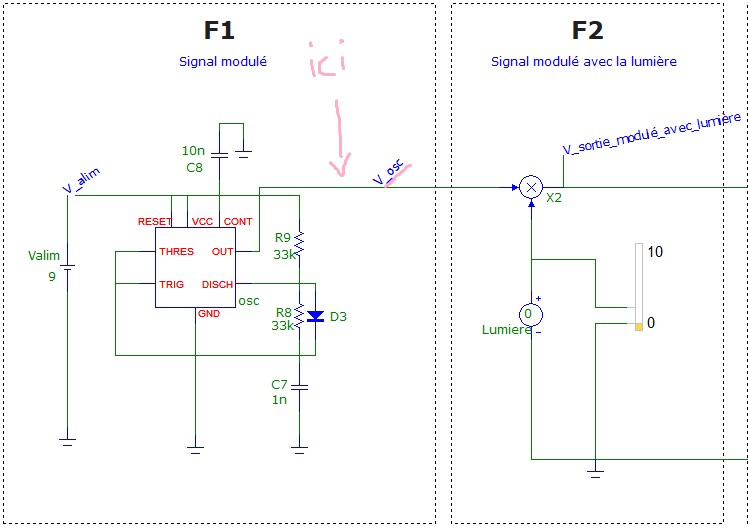 F1
Signal modulé
ici
F2
Signal modulé avec la lumière
V_sortie_modulé_avec_lumière
10n
C8
V_alim
V_osc
X2
RESET VCC CONT
THRES OUT
TRIG DISCH
GND
osc
R9
33k
Valim
9
R8
33k
D3
C7
1n
+
0
-
Lumiere
10
0